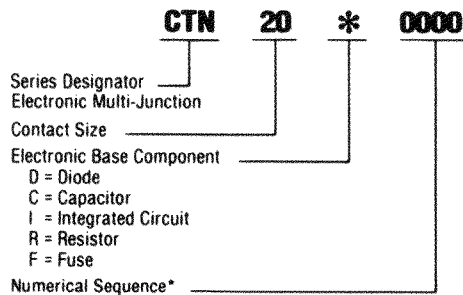 CTN 20 * 0000
Series Designator
Electronic Multi-Junction
Contact Size
Electronic Base Component
D = Diode
C = Capacitor
I = Integrated Circuit
R = Resistor
F = Fuse
Numerical Sequence*